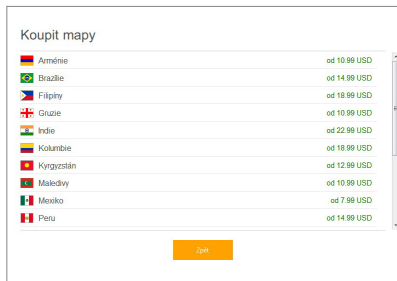 Koupit mapy
Arménie od 10.99 USD
Brazílie od 14.99 USD
Filipíny od 18.99 USD
Gruzie od 10.99 USD
Indie od 22.99 USD
Kolumbie od 18.99 USD
Kyrgyzstán od 12.99 USD
Maledivy od 10.99 USD
Mexiko od 7.99 USD
Peru od 14.99 USD
Zpět